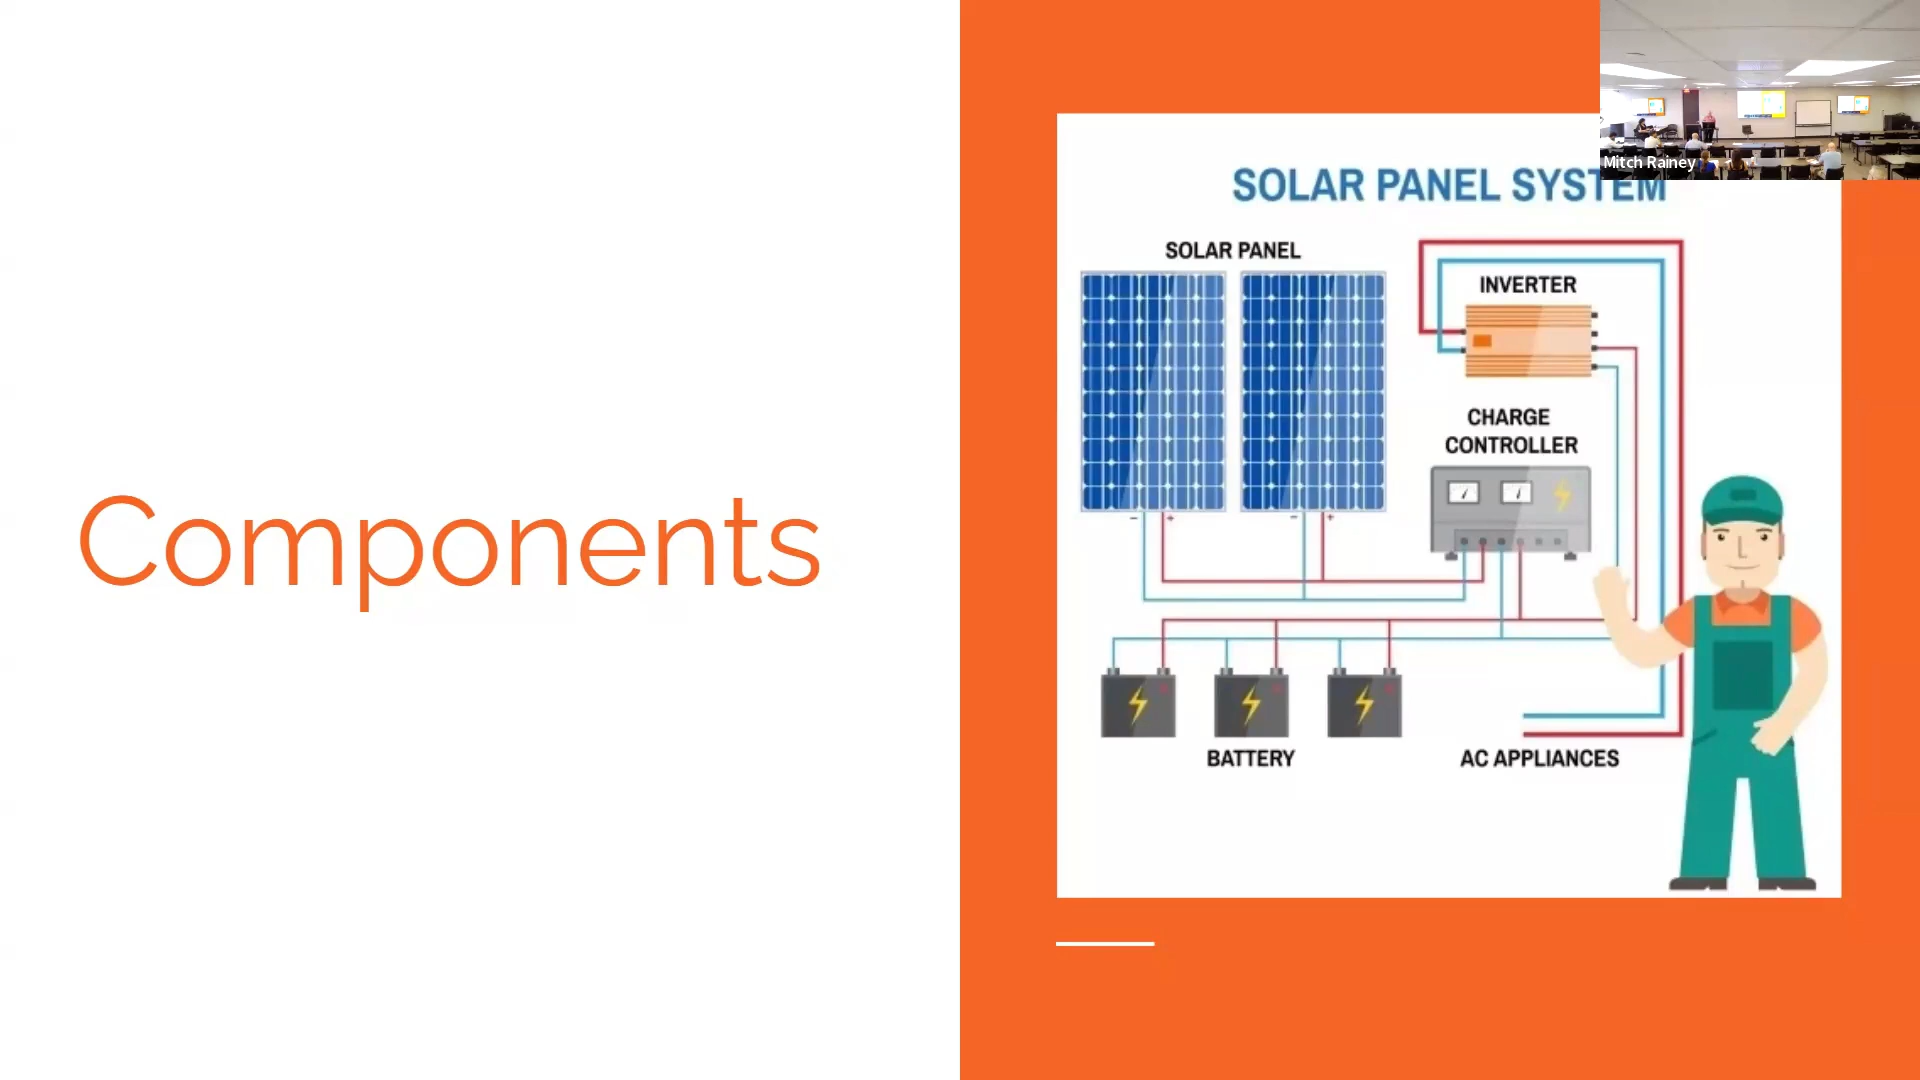 Components
Mitch Rainey
SOLAR PANEL SYSTEM
SOLAR PANEL
INVERTER
CHARGE
CONTROLLER
- +
- +
BATTERY
AC APPLIANCES